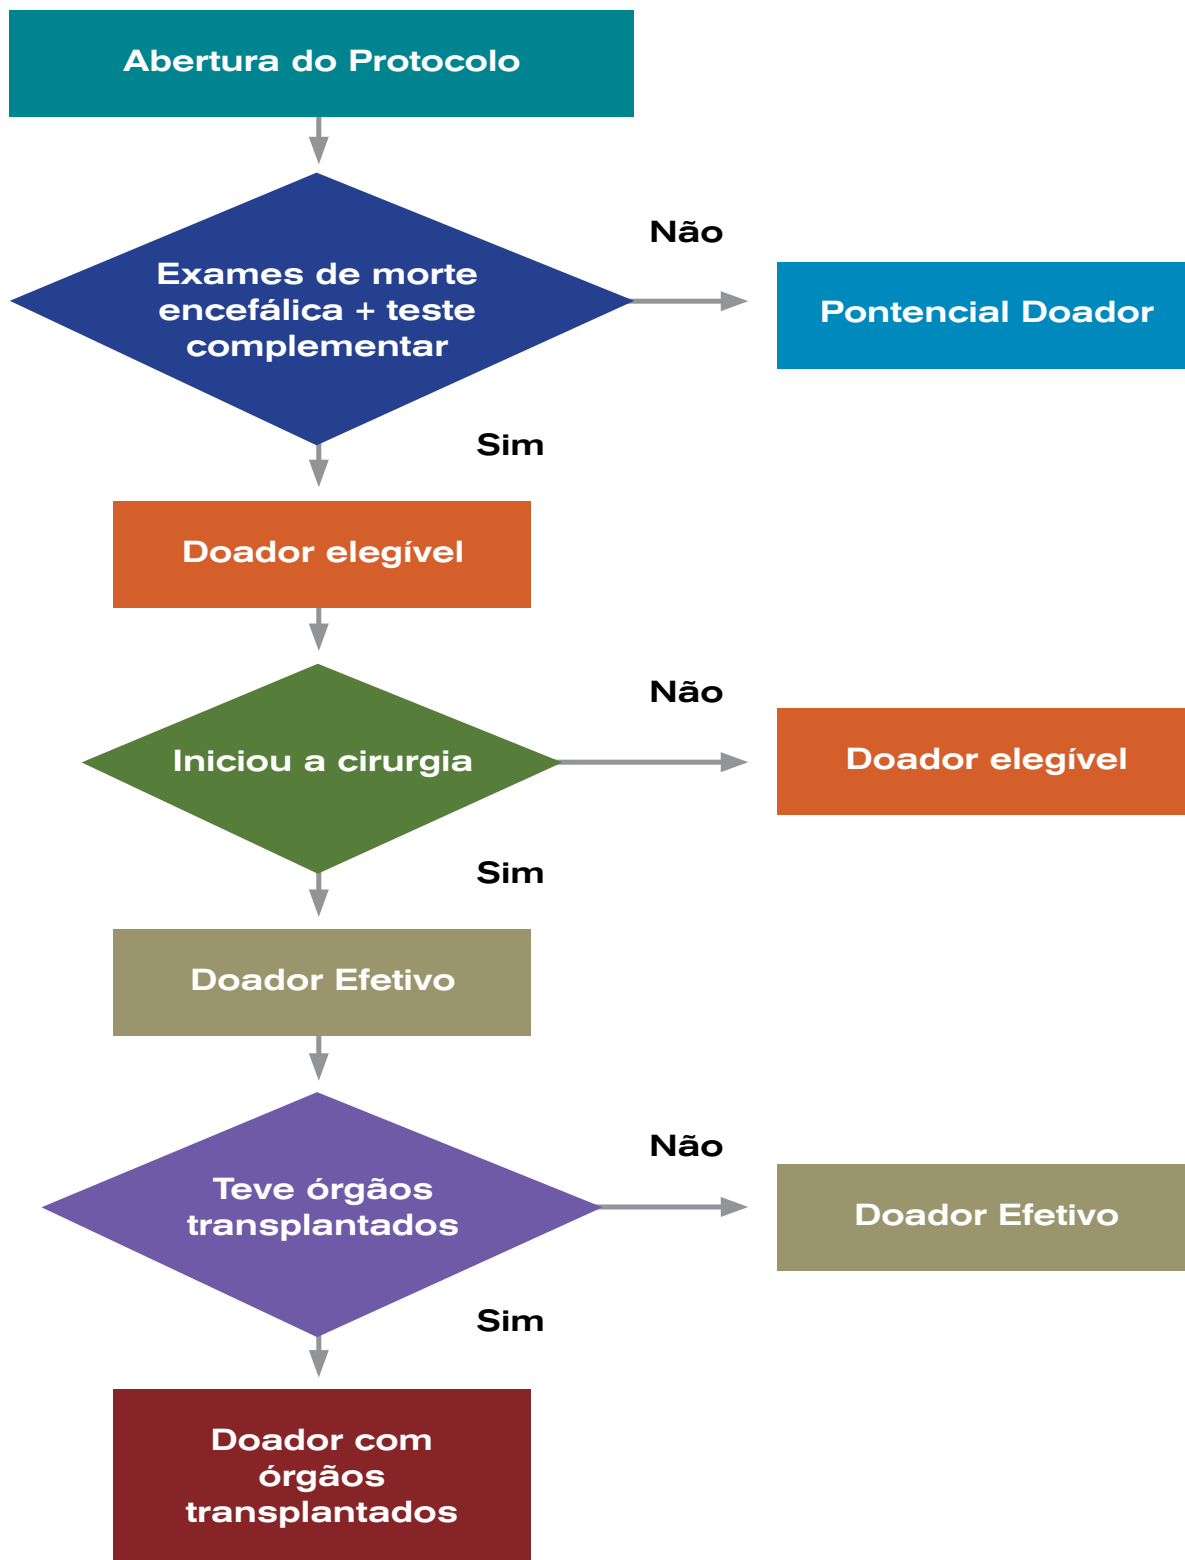 Abertura do Protocolo
Não
Exames de morte
encefálica + teste
complementar
Pontencial Doador
Sim
Doador elegível
Não
Iniciou a cirurgia
Doador elegível
Sim
Doador Efetivo
Não
Teve órgãos
transplantados
Doador Efetivo
Sim
Doador com
órgãos
transplantados